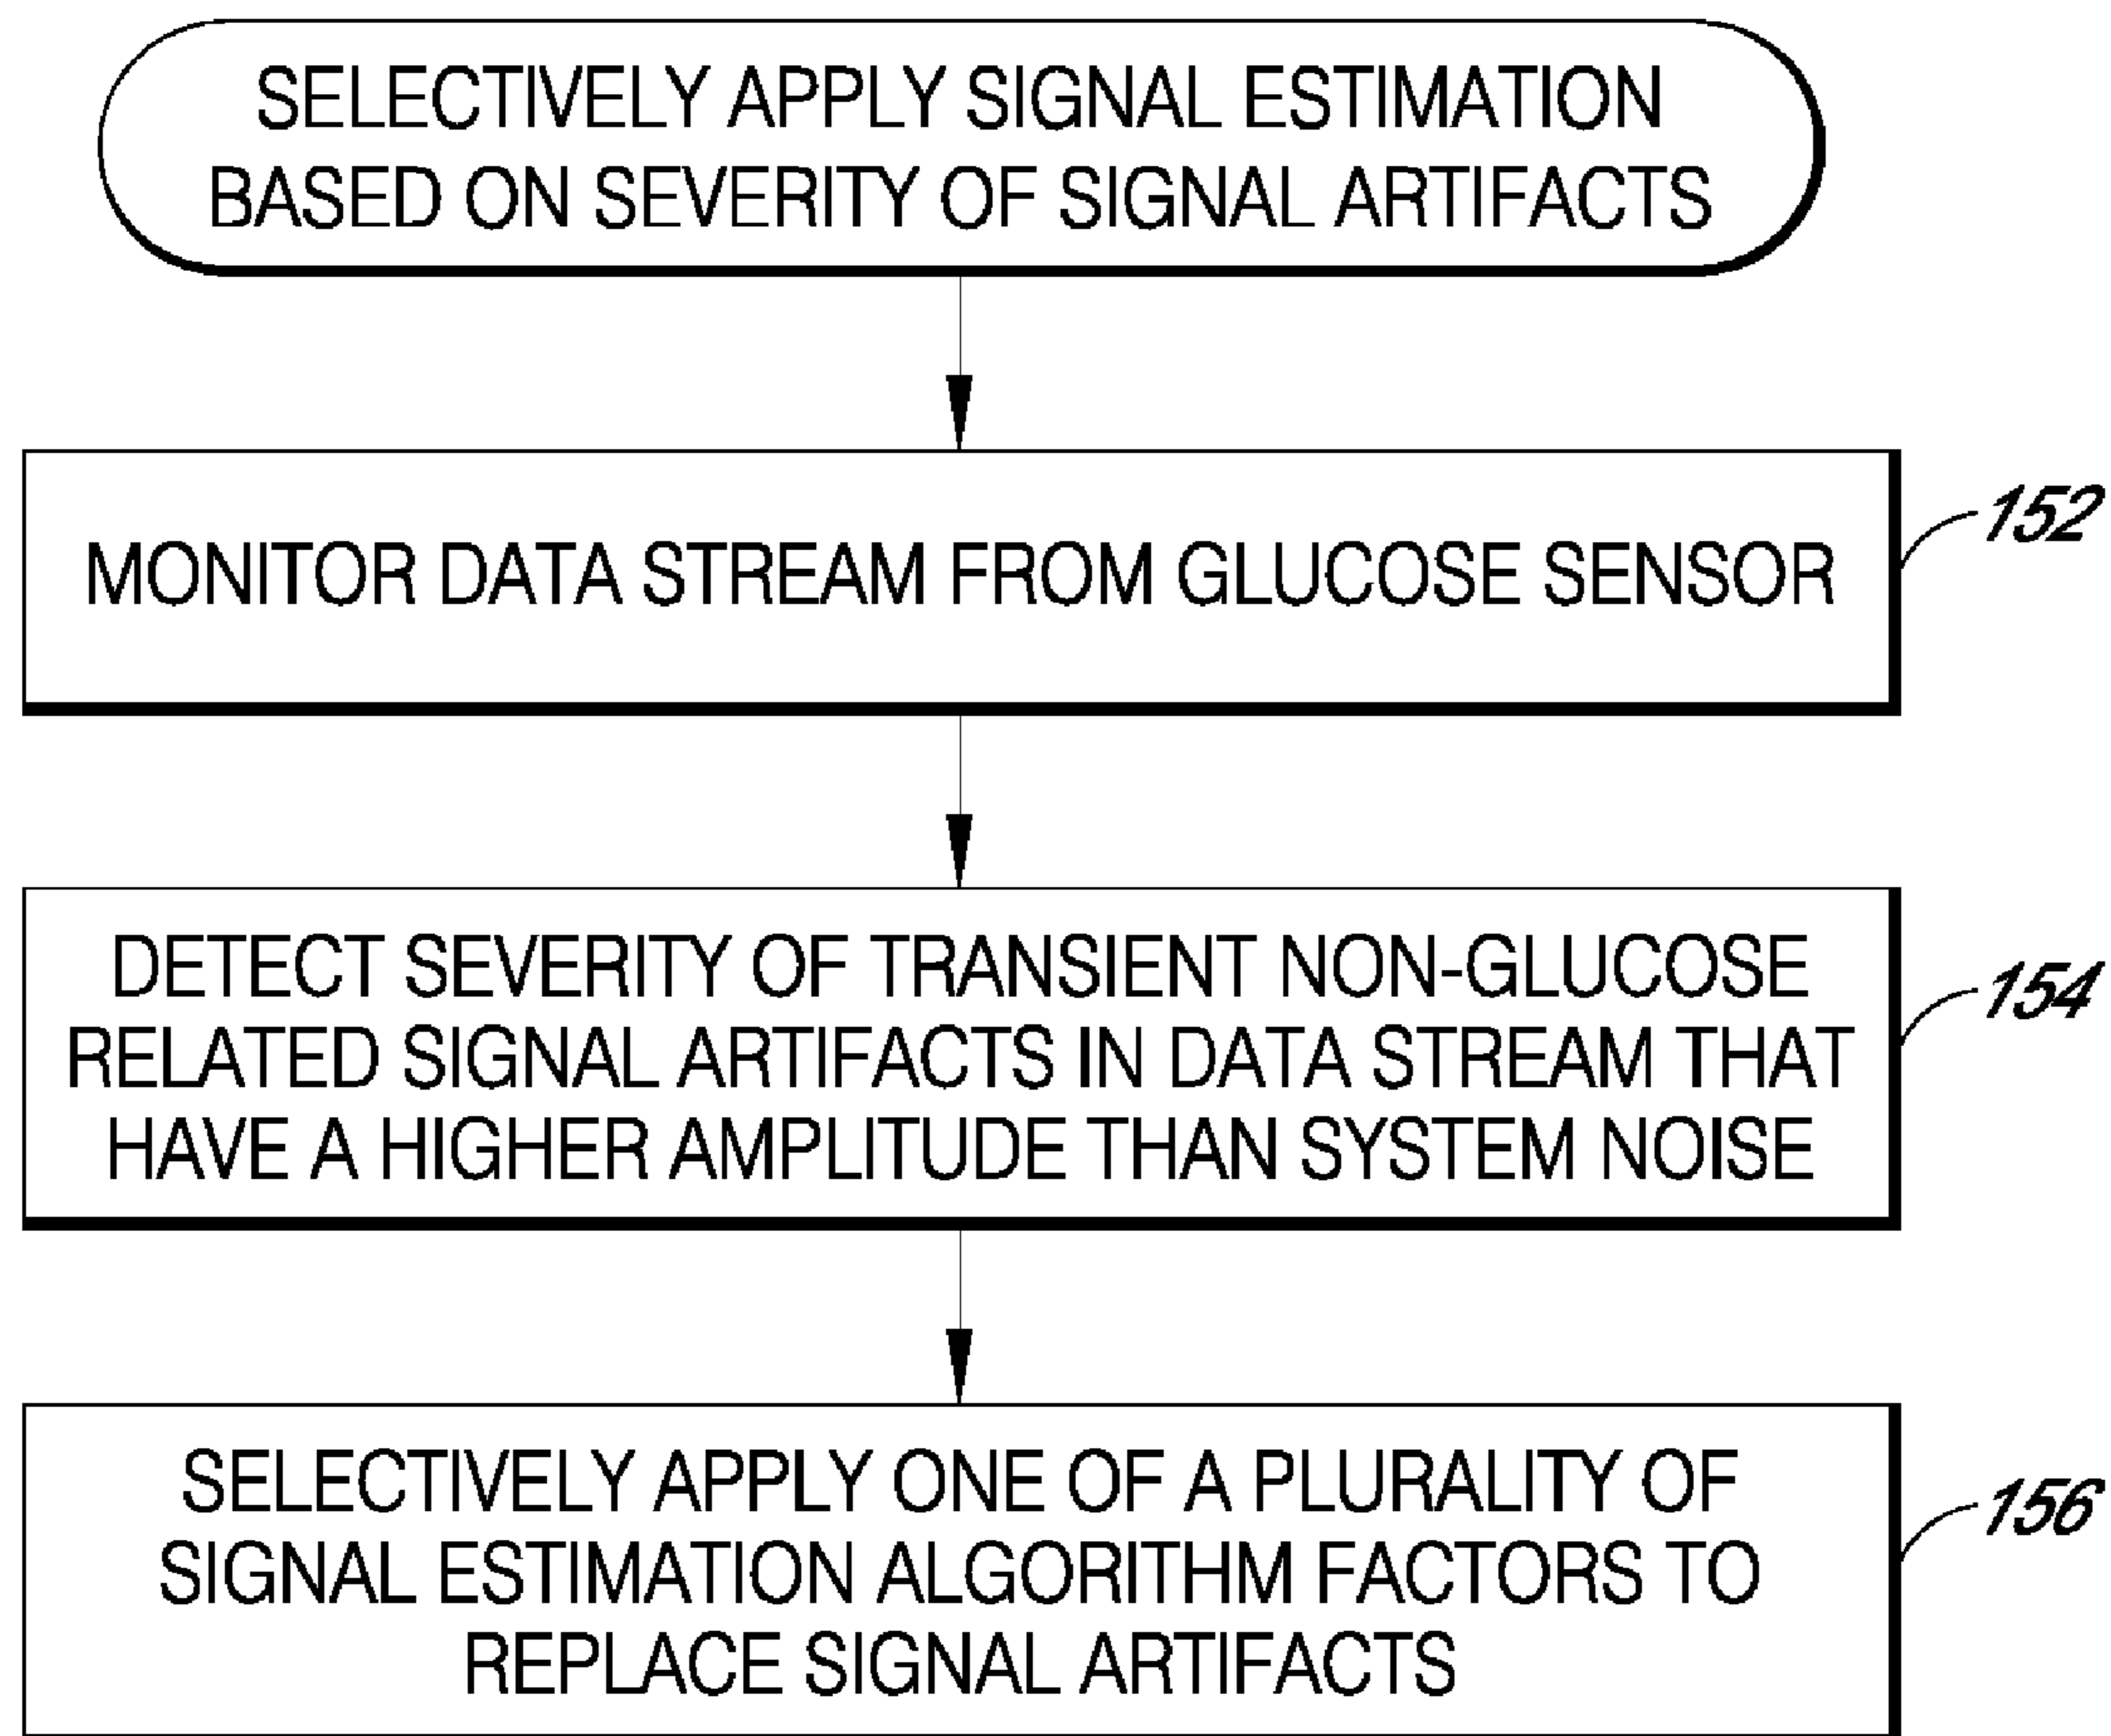 SELECTIVELY APPLY SIGNAL ESTIMATION
BASED ON SEVERITY OF SIGNAL ARTIFACTS
MONITOR DATA STREAM FROM GLUCOSE SENSOR
152
DETECT SEVERITY OF TRANSIENT NON-GLUCOSE
RELATED SIGNAL ARTIFACTS IN DATA STREAM THAT
HAVE A HIGHER AMPLITUDE THAN SYSTEM NOISE
154
SELECTIVELY APPLY ONE OF A PLURALITY OF
SIGNAL ESTIMATION ALGORITHM FACTORS TO
REPLACE SIGNAL ARTIFACTS
156